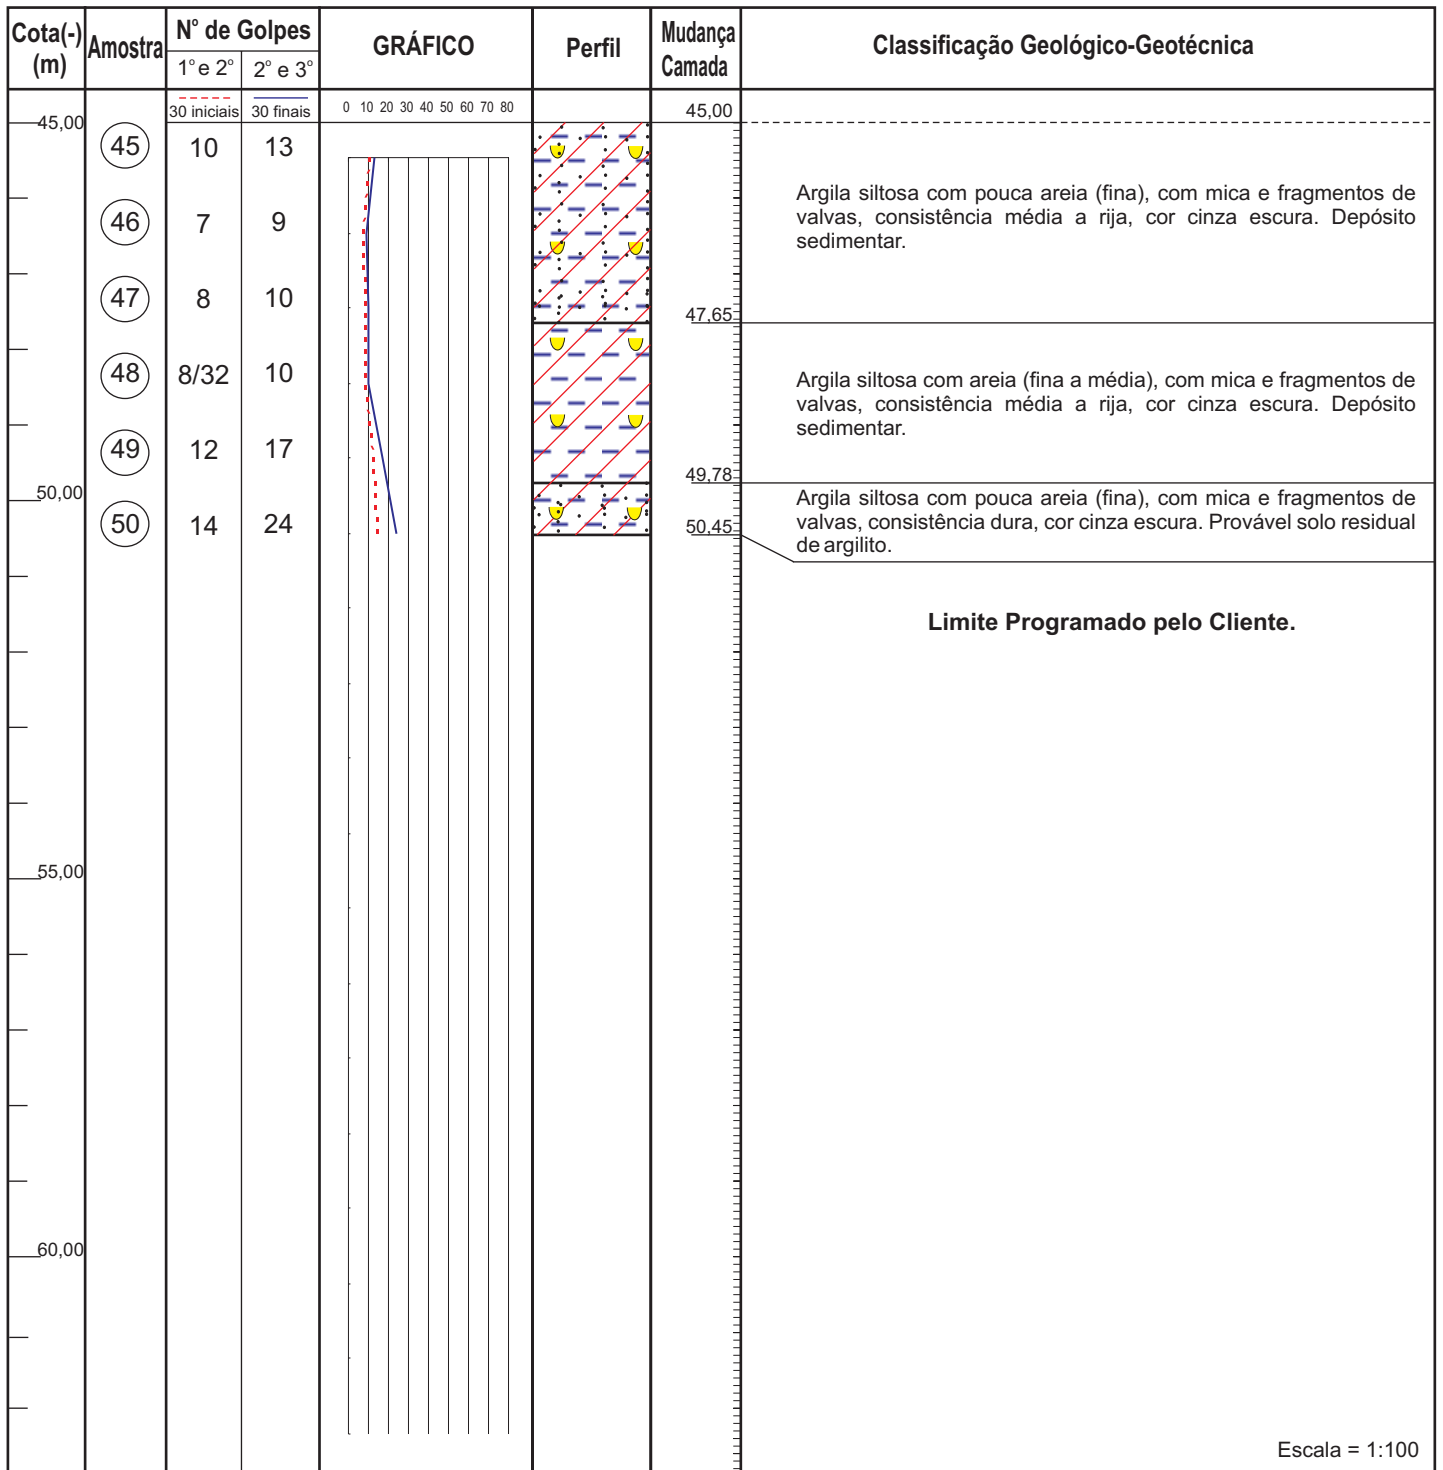 Cota(-) (m)
Amostra
N° de Golpes
1° e 2°
2° e 3°
GRÁFICO
Perfil
Mudança Camada
Classificação Geológico-Geotécnica
30 iniciais
30 finais
0 10 20 30 40 50 60 70 80
45,00
45,00
45 10 13
Argila siltosa com pouca areia (fina), com mica e fragmentos de
valvas, consistência média a rija, cor cinza escura. Depósito
sedimentar.
46 7 9
47 8 10
47,65
48 8/32 10
Argila siltosa com areia (fina a média), com mica e fragmentos de
valvas, consistência média a rija, cor cinza escura. Depósito
sedimentar.
49 12 17
49,78
50,00
Argila siltosa com pouca areia (fina), com mica e fragmentos de
valvas, consistência dura, cor cinza escura. Provável solo residual
de argilito.
50 14 24
50,45
Limite Programado pelo Cliente.
55,00
60,00
Escala = 1:100